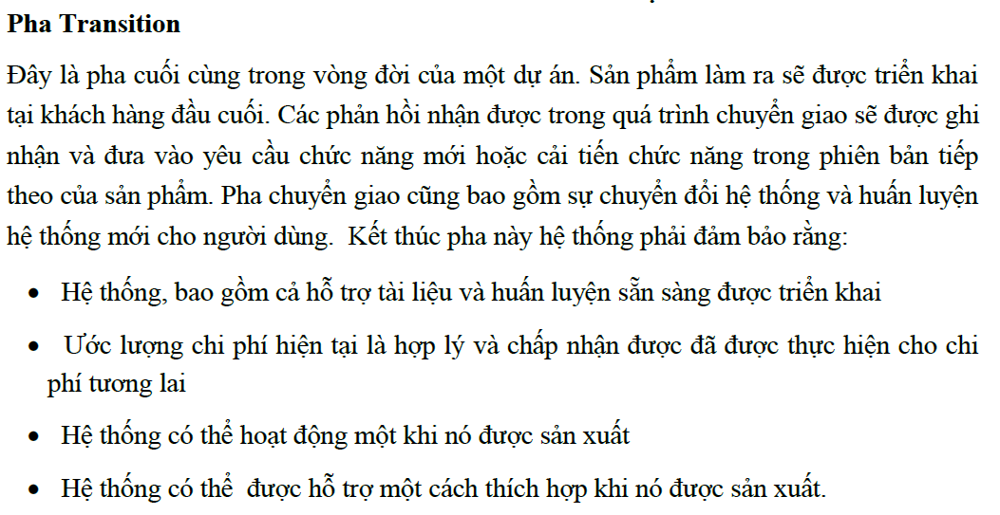 Pha Transition
Đây là pha cuối cùng trong vòng đời của một dự án. Sản phẩm làm ra sẽ được triển khai
tại khách hàng đầu cuối. Các phản hồi nhận được trong quá trình chuyển giao sẽ được ghi
nhận và đưa vào yêu cầu chức năng mới hoặc cải tiến chức năng trong phiên bản tiếp
theo của sản phẩm. Pha chuyển giao cũng bao gồm sự chuyển đổi hệ thống và huấn luyện
hệ thống mới cho người dùng.  Kết thúc pha này hệ thống phải đảm bảo rằng:
• Hệ thống, bao gồm cả hỗ trợ tài liệu và huấn luyện sẵn sàng được triển khai
• Ước lượng chi phí hiện tại là hợp lý và chấp nhận được đã được thực hiện cho chi
phí tương lai
• Hệ thống có thể hoạt động một khi nó được sản xuất
• Hệ thống có thể  được hỗ trợ một cách thích hợp khi nó được sản xuất.